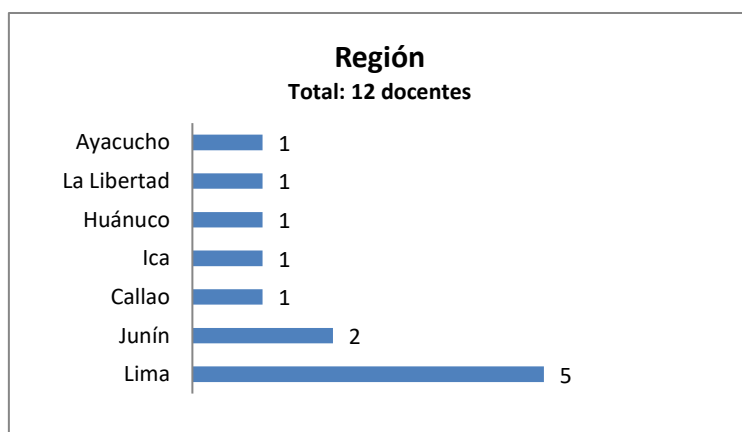 Región
Total: 12 docentes
Ayacucho 1
La Libertad 1
Huánuco 1
Ica 1
Callao 1
Junín 2
Lima 5